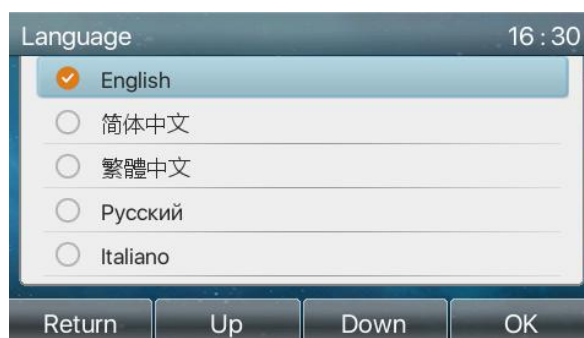 Language 16 : 30
English
简体中文
繁體中文
Русский
Italiano
Return Up Down OK